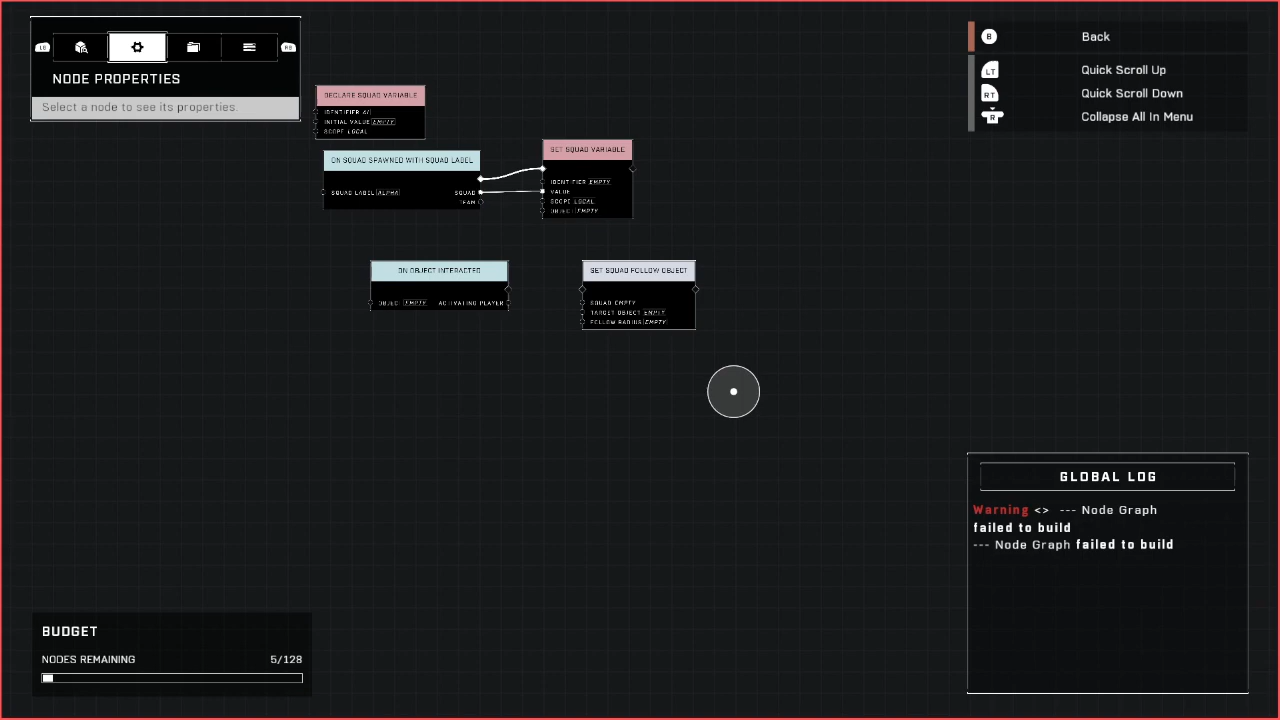 LB
RB
NODE PROPERTIES
Select a node to see its properties.
DECLARE SQUAD VARIABLE
INITIAL VALUE EMPTY
SCOPE LOCAL
ON SQUAD SPAWNED WITH SQUAD LABEL
SQUAD LABEL ALPHA
SQUAD
TEAM
SET SQUAD VARIABLE
IDENTIFIER EMPTY
VALUE
SCOPE LOCAL
OBJECT EMPTY
ON OBJECT INTERACTED
OBJECT EMPTY
ACTIVATING PLAYER
SET SQUAD FOLLOW OBJECT
SQUAD EMPTY
TARGET OBJECT EMPTY
FOLLOW RADIUS EMPTY
B Back
LT Quick Scroll Up
RT Quick Scroll Down
R Collapse All In Menu
GLOBAL LOG
Warning <> --- Node Graph
failed to build
--- Node Graph failed to build
BUDGET
NODES REMAINING 5/128